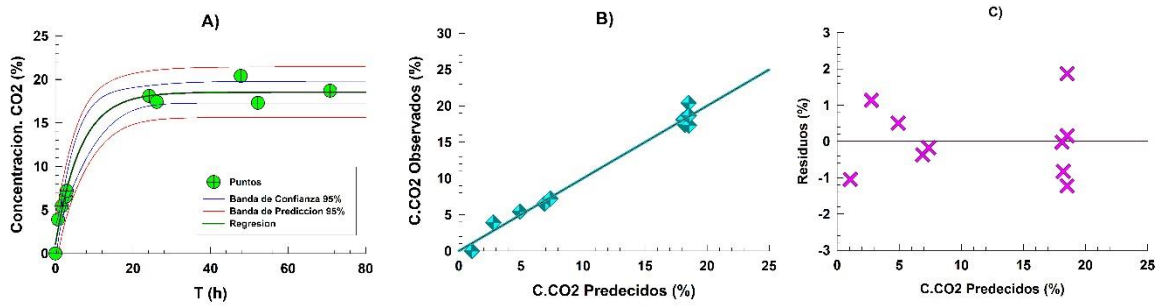 A)
Concentracion. CO2 (%)
25
20
15
10
5
0
0
20
40
60
80
T (h)
Puntos
Banda de Confianza 95%
Banda de Prediccion 95%
Regresion
B)
C.CO2 Observados (%)
25
20
15
10
5
0
0
5
10
15
20
25
C.CO2 Predecidos (%)
C)
Residuos (%)
3
2
1
0
-1
-2
-3
0
5
10
15
20
25
C.CO2 Predecidos (%)